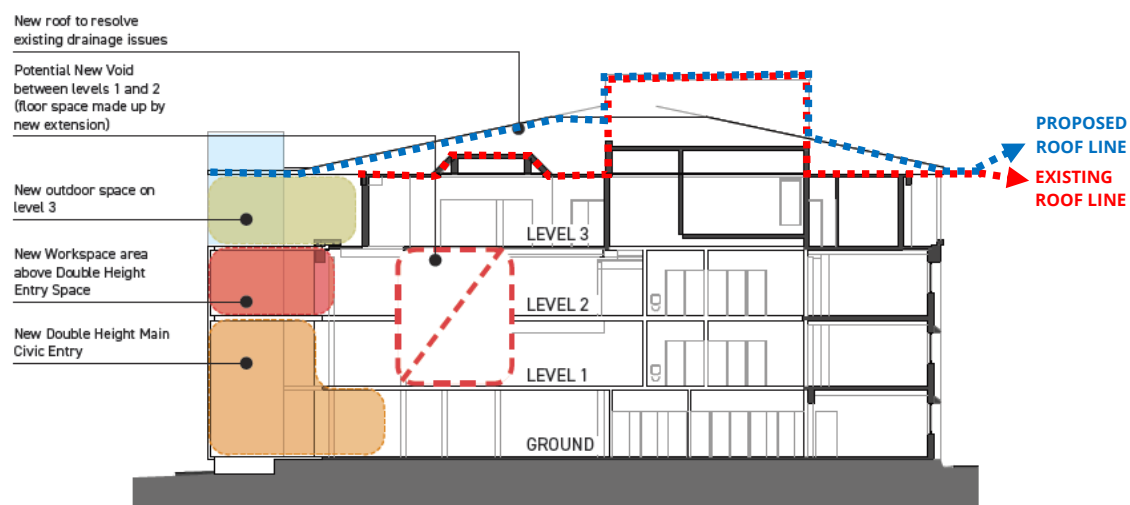 New roof to resolve
existing drainage issues
Potential New Void
between levels 1 and 2
(floor space made up by
new extension)
New outdoor space on
level 3
New Workspace area
above Double Height
Entry Space
New Double Height Main
Civic Entry
LEVEL 3
LEVEL 2
LEVEL 1
GROUND
PROPOSED
ROOF LINE
EXISTING
ROOF LINE